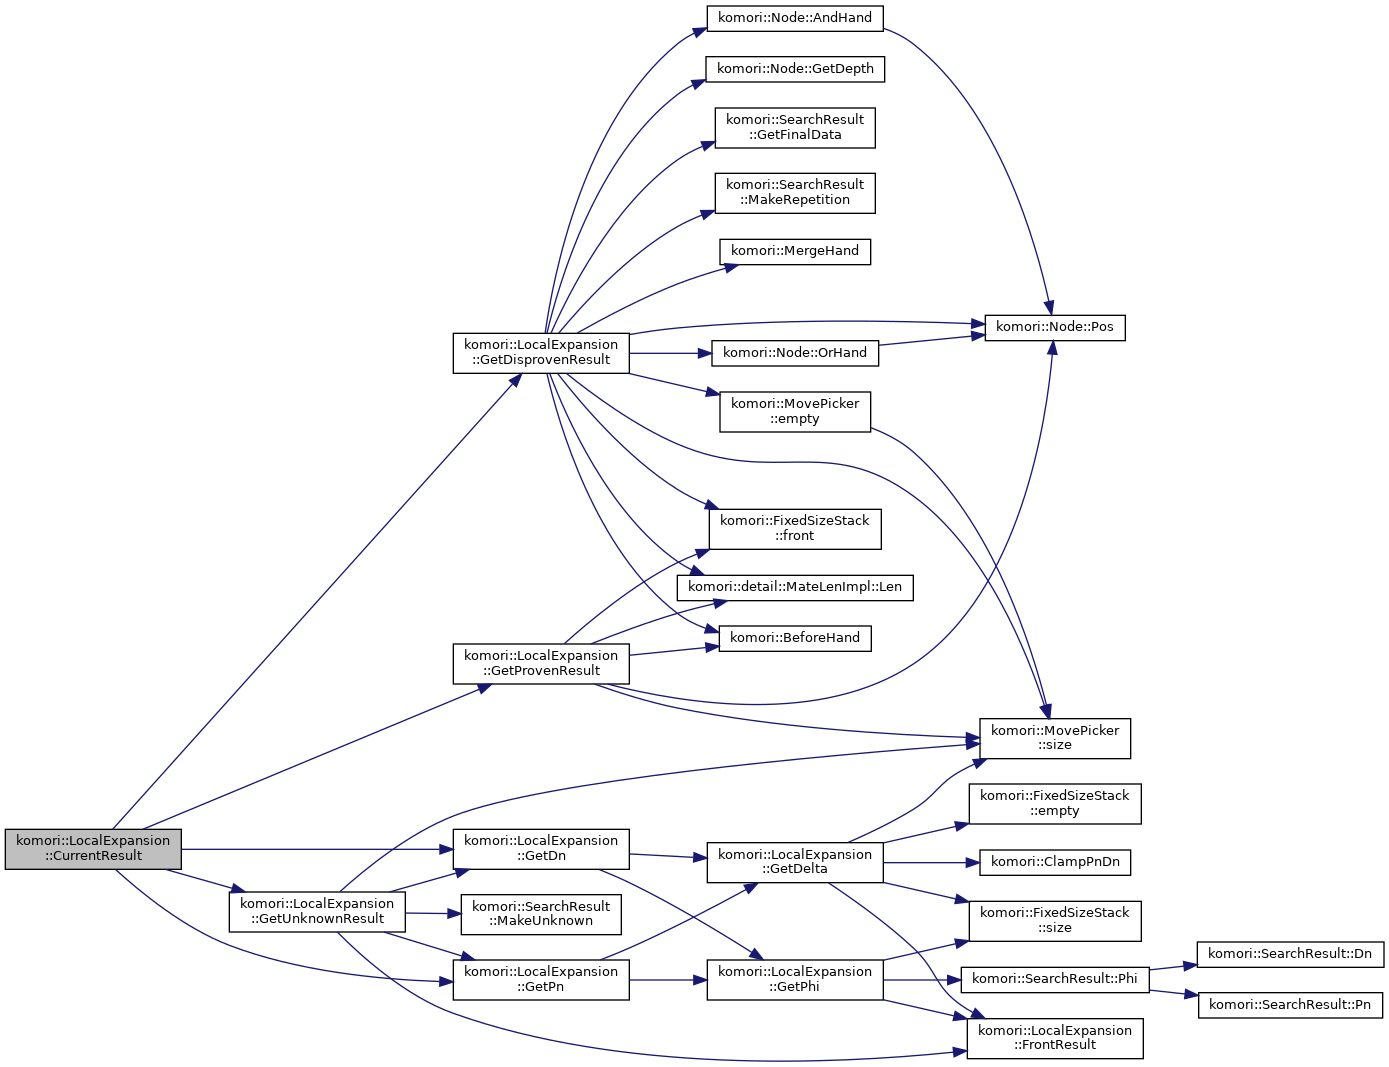 komori::Node::AndHand
komori::Node::GetDepth
komori::SearchResult
::GetFinalData
komori::SearchResult
::MakeRepetition
komori::MergeHand
komori::Node::Pos
komori::LocalExpansion
::GetDisprovenResult
komori::Node::OrHand
komori::MovePicker
::empty
komori::FixedSizeStack
::front
komori::detail::MateLenImpl::Len
komori::BeforeHand
komori::LocalExpansion
::GetProvenResult
komori::MovePicker
::size
komori::FixedSizeStack
::empty
komori::LocalExpansion
::CurrentResult
komori::LocalExpansion
::GetDn
komori::LocalExpansion
::GetDelta
komori::ClampPnDn
komori::LocalExpansion
::GetUnknownResult
komori::SearchResult
::MakeUnknown
komori::FixedSizeStack
::size
komori::LocalExpansion
::GetPn
komori::LocalExpansion
::GetPhi
komori::SearchResult::Phi
komori::SearchResult::Dn
komori::SearchResult::Pn
komori::LocalExpansion
::FrontResult